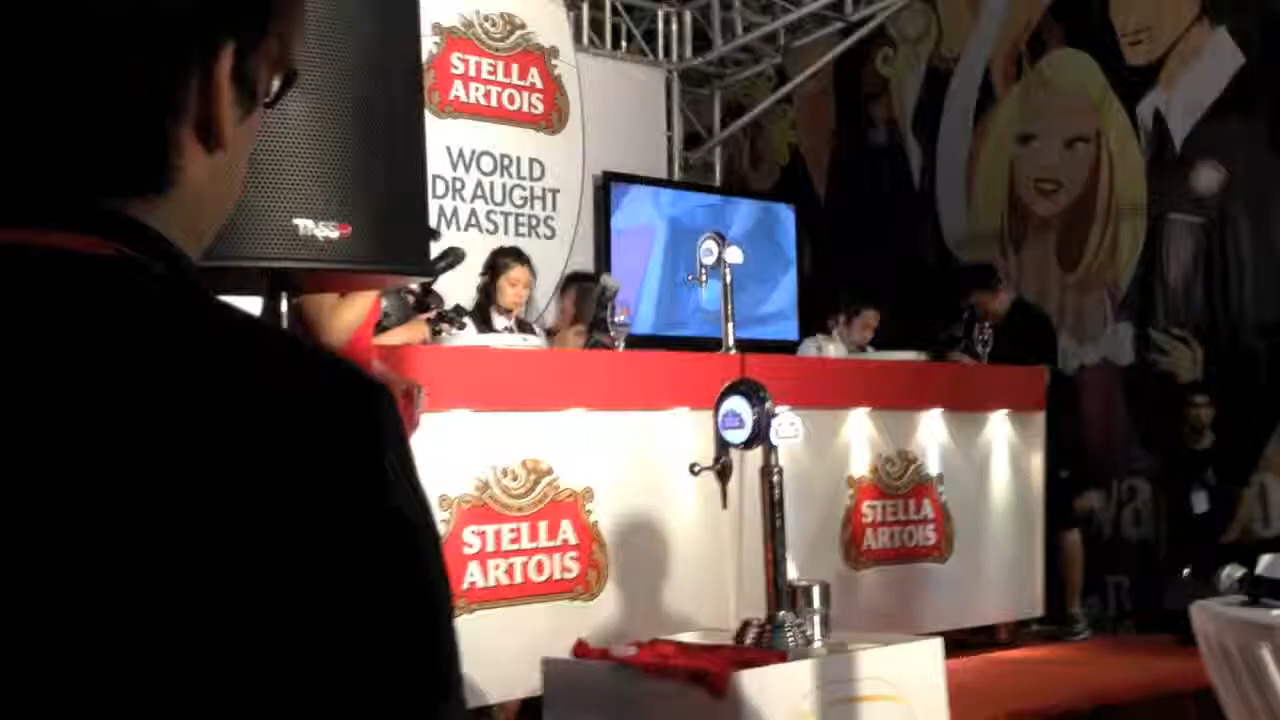 STELLA
ARTOIS
WORLD
DRAUGHT
MASTERS
STELLA
ARTOIS
STELLA
ARTOIS